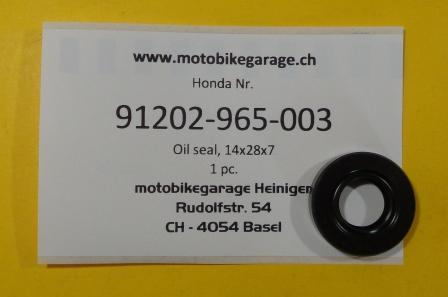 www.motobikegarage.ch
Honda Nr.
91202-965-003
Oil seal, 14x28x7
1 pc.
motobikegarage Heiniger
Rudolfstr. 54
CH - 4054 Basel